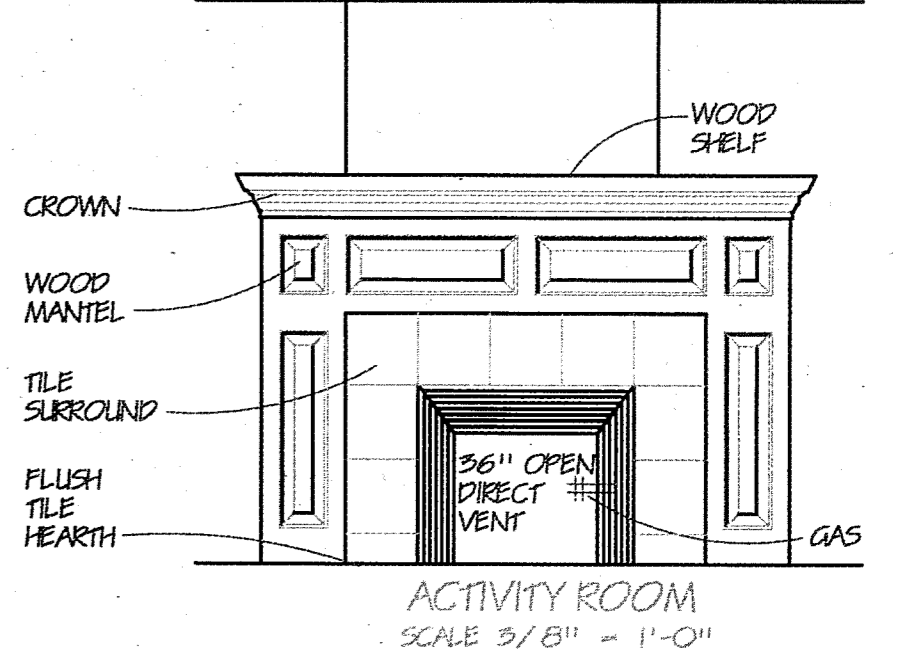 WOOD
SHELF
CROWN
WOOD
MANTEL
TILE
SURROUND
FLUSH
TILE
HEARTH
36" OPEN
DIRECT
VENT
GAS
ACTIVITY ROOM
SCALE 3/8" = 1'-0"